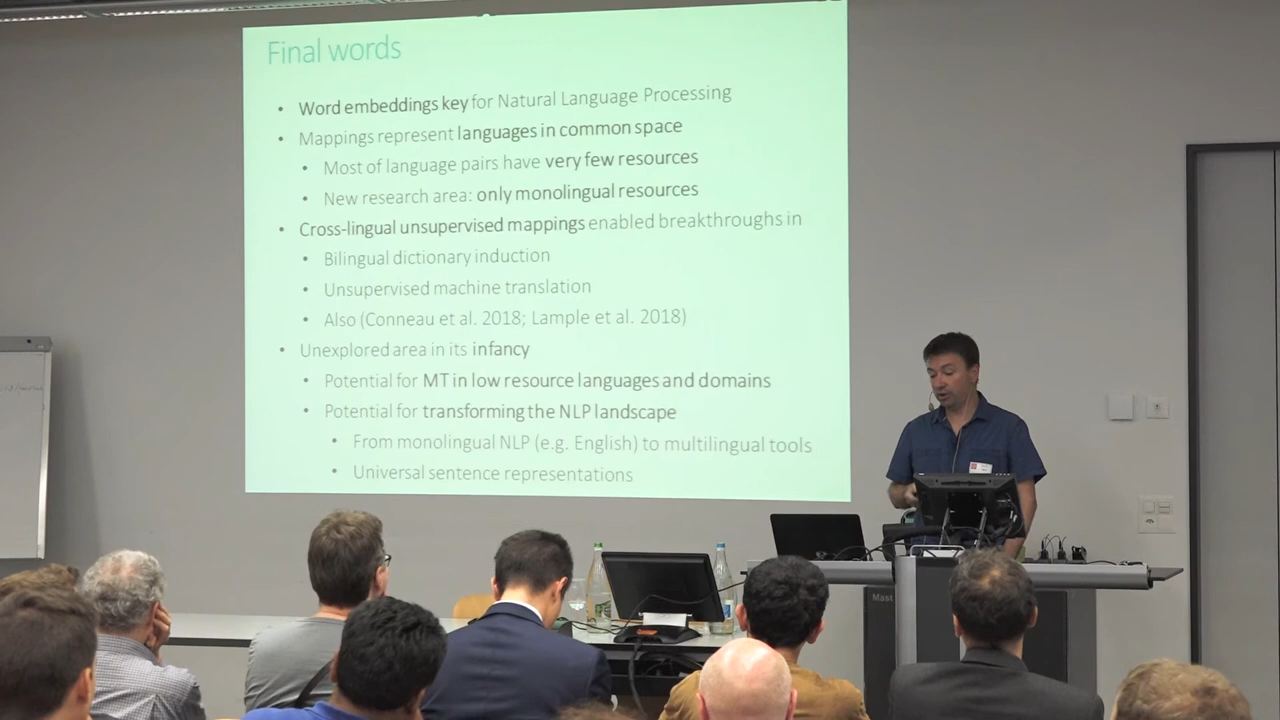 Final words
• Word embeddings key for Natural Language Processing
• Mappings represent languages in common space
• Most of language pairs have very few resources
• New research area: only monolingual resources
• Cross-lingual unsupervised mappings enabled breakthroughs in
• Bilingual dictionary induction
• Unsupervised machine translation
• Also (Conneau et al. 2018; Lample et al. 2018)
• Unexplored area in its infancy
• Potential for MT in low resource languages and domains
• Potential for transforming the NLP landscape
• From monolingual NLP (e.g. English) to multilingual tools
• Universal sentence representations
Mast